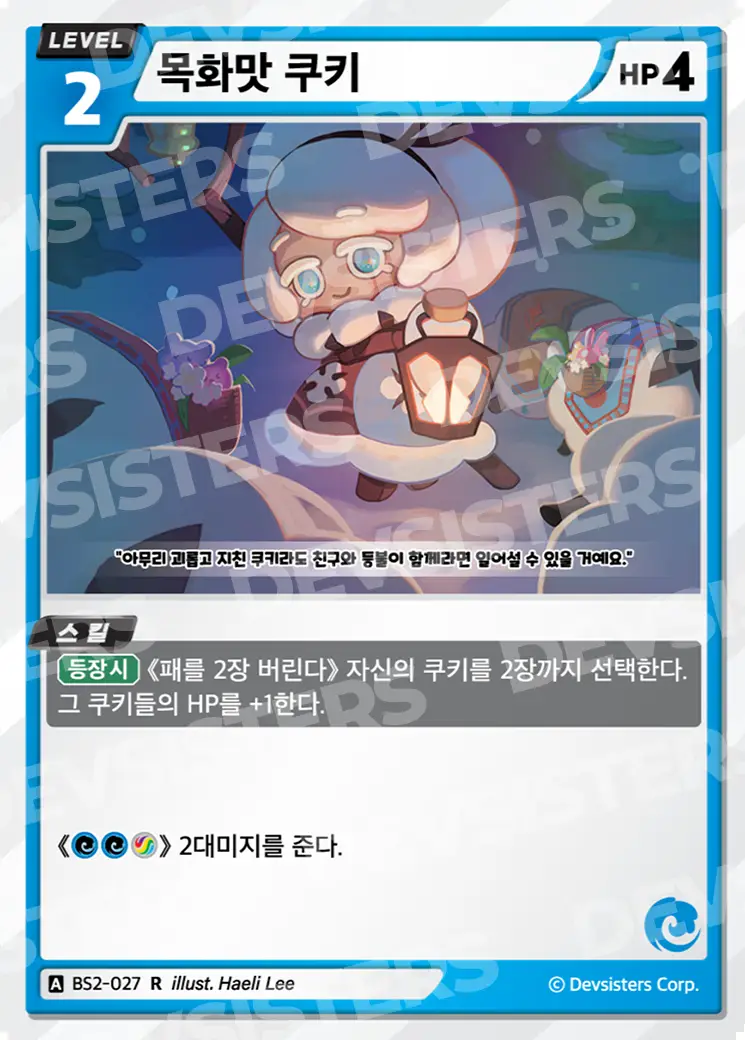 LEVEL
2
목화맛 쿠키
HP 4
"아무리 괴롭고 지친 쿠키라도 친구와 등불이 함께라면 일어설 수 있을 거예요."
스킬
등장시 《패를 2장 버린다》 자신의 쿠키를 2장까지 선택한다.
그 쿠키들의 HP를 +1한다.
《》 2대미지를 준다.
A BS2-027 R illust. Haeli Lee
© Devsisters Corp.
DEVSISTERS